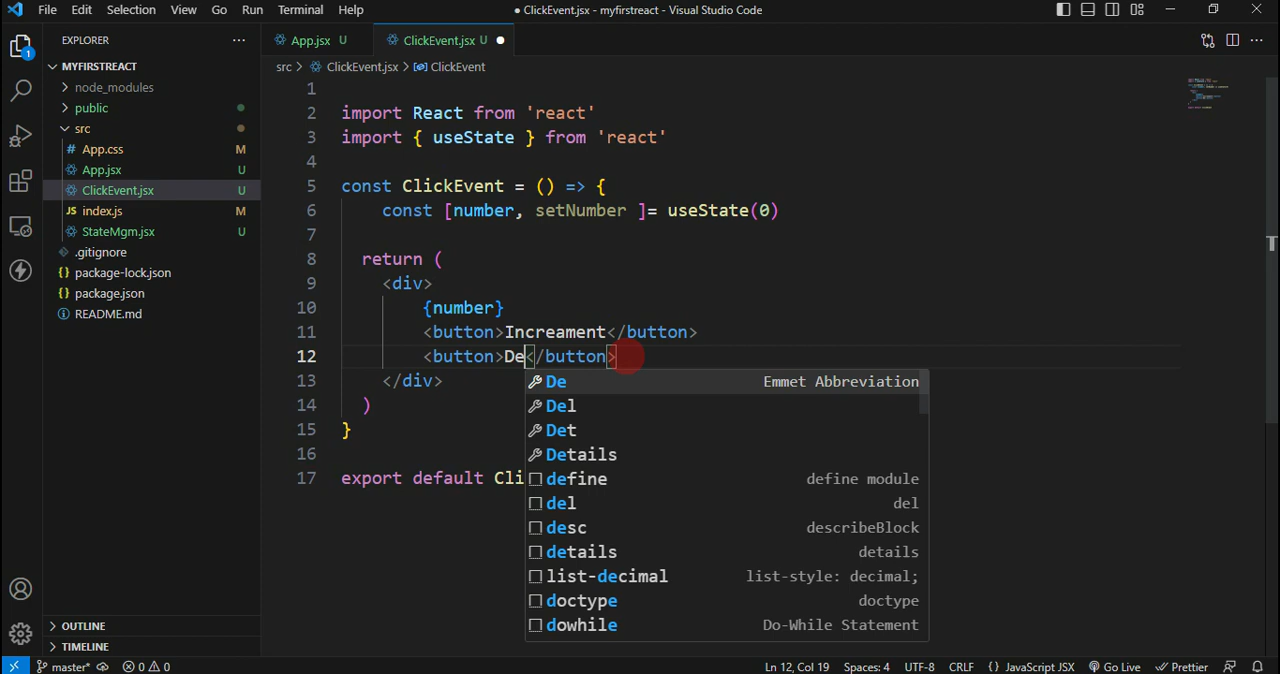 File Edit Selection View Go Run Terminal Help
● ClickEvent.jsx - myfirstreact - Visual Studio Code
1
EXPLORER ···
App.jsx U
ClickEvent.jsx U ●
src > ClickEvent.jsx > ClickEvent
MYFIRSTREACT
node_modules
public
src
# App.css M
App.jsx U
ClickEvent.jsx U
JS index.js M
StateMgm.jsx U
.gitignore
{} package-lock.json
{} package.json
README.md
OUTLINE
TIMELINE
1
2 import React from 'react'
3 import { useState } from 'react'
4
5 const ClickEvent = () => {
6 const [number, setNumber ]= useState(0)
7
8 return (
9 <div>
10 {number}
11 <button>Increament</button>
12 <button>De</button>
13 </div>
14 )
15 }
16
17 export default Cli
De Emmet Abbreviation
Del
Det
Details
define define module
del del
desc describeBlock
details details
list-decimal list-style: decimal;
doctype doctype
dowhile Do-While Statement
master* 0 0 Ln 12, Col 19 Spaces: 4 UTF-8 CRLF {} JavaScript JSX Go Live Prettier